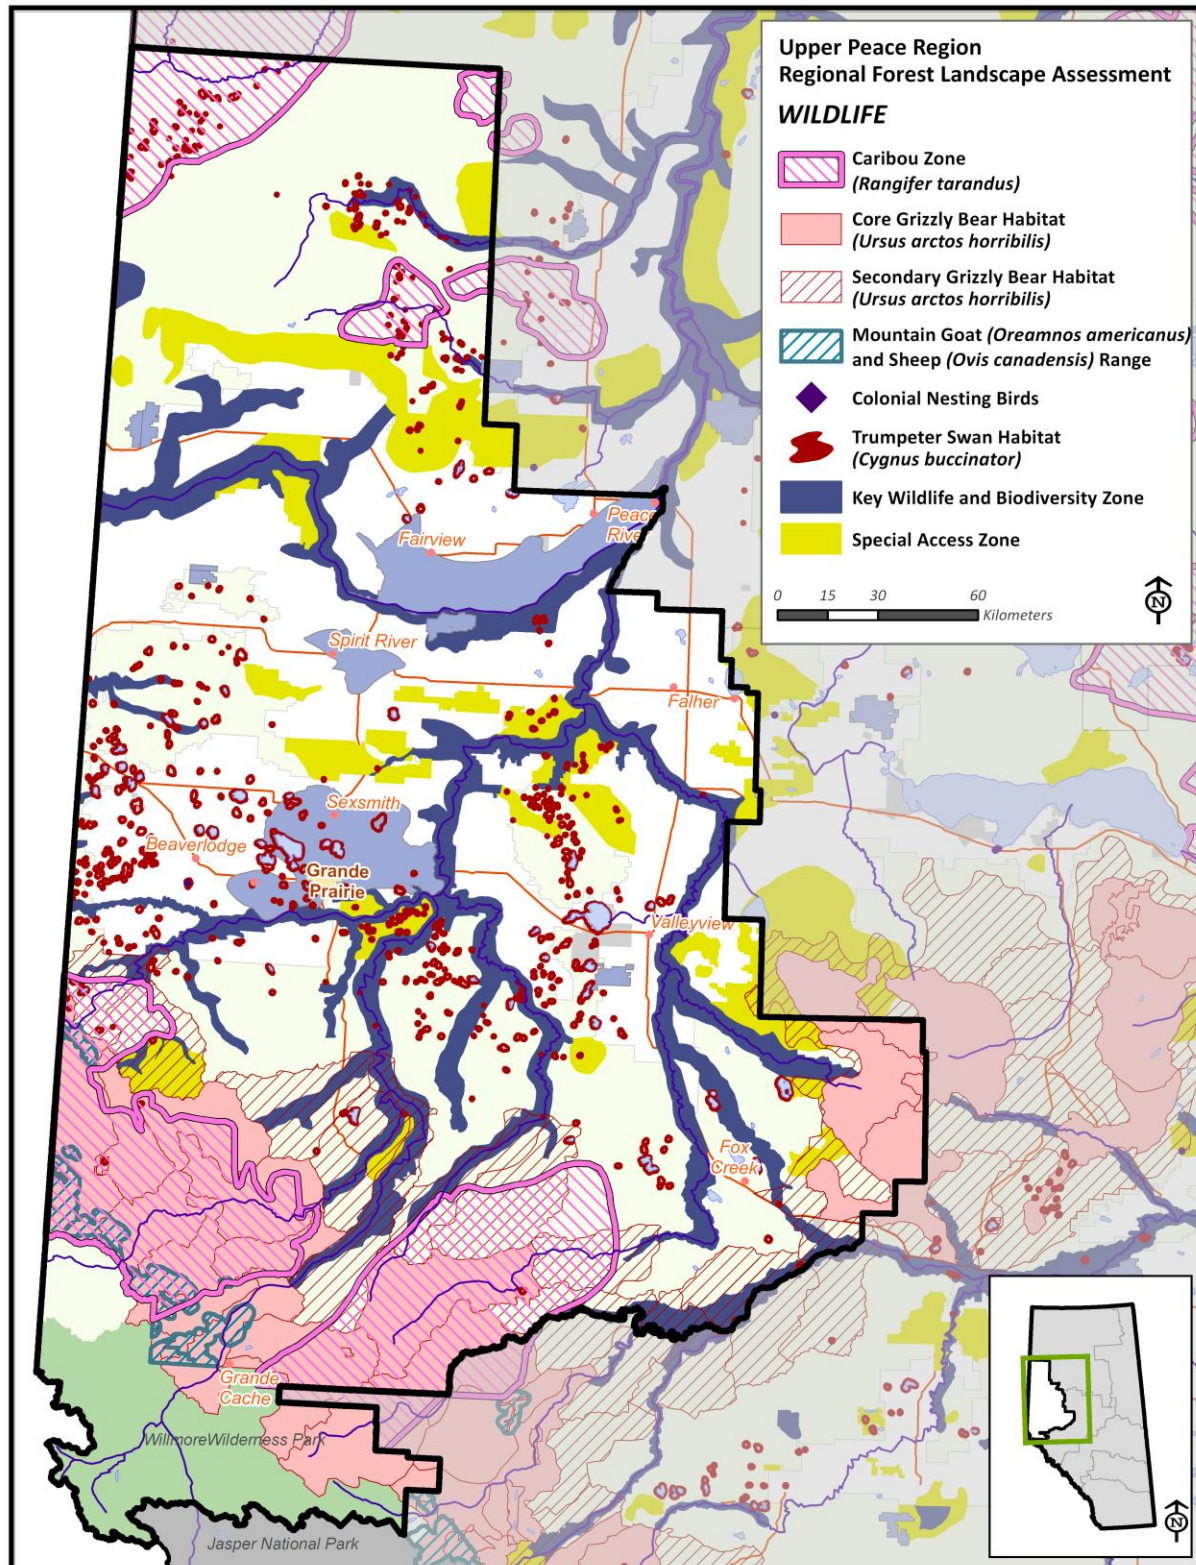 Upper Peace Region
Regional Forest Landscape Assessment
WILDLIFE
Caribou Zone
(Rangifer tarandus)
Core Grizzly Bear Habitat
(Ursus arctos horribilis)
Secondary Grizzly Bear Habitat
(Ursus arctos horribilis)
Mountain Goat (Oreamnos americanus)
and Sheep (Ovis canadensis) Range
Colonial Nesting Birds
Trumpeter Swan Habitat
(Cygnus buccinator)
Key Wildlife and Biodiversity Zone
Special Access Zone
0 15 30 60
Kilometers
N
Peace
River
Fairview
Spirit River
Falher
Sexsmith
Beaverlodge
Grande
Prairie
Valleyview
Fox
Creek
Grande
Cache
WillmoreWilderness Park
Jasper National Park
N